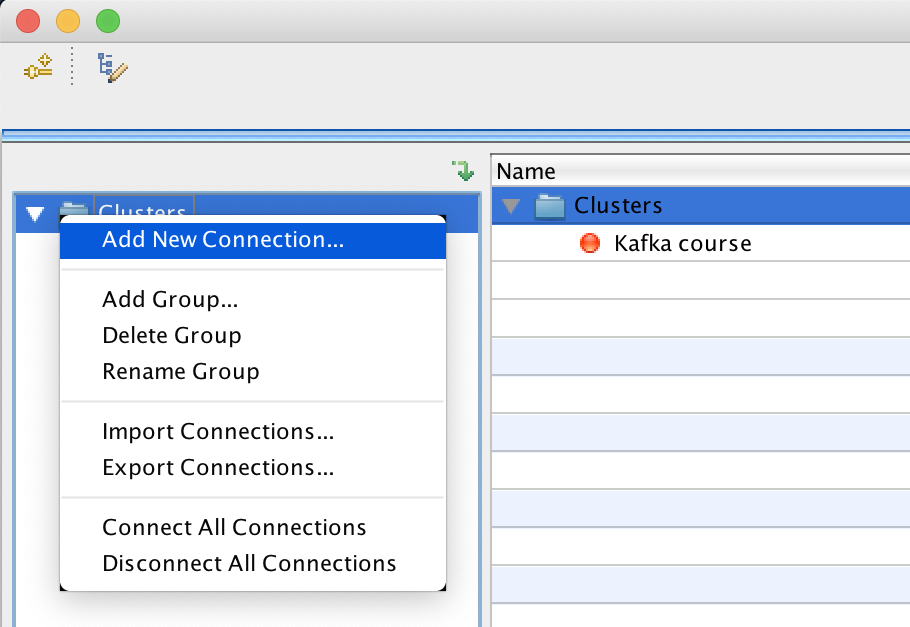 Name
Clusters
Clusters
Kafka course
Add New Connection...
Add Group...
Delete Group
Rename Group
Import Connections...
Export Connections...
Connect All Connections
Disconnect All Connections